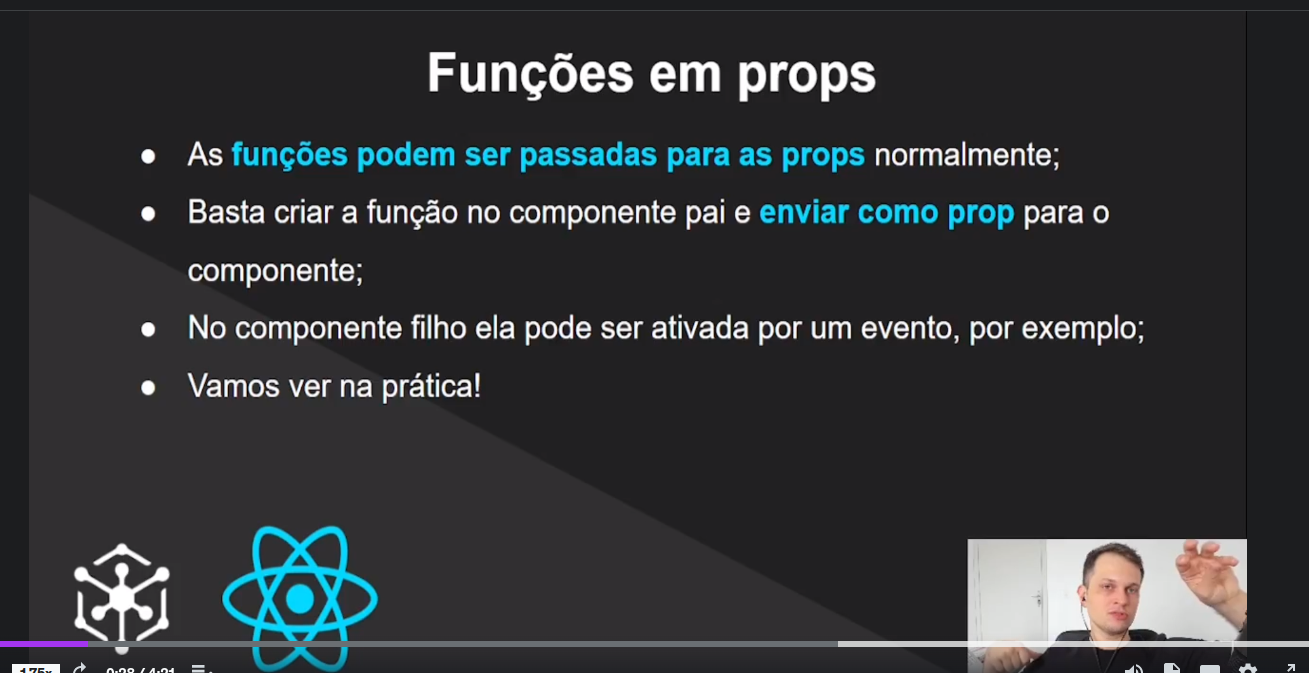 Funções em props
As funções podem ser passadas para as props normalmente;
Basta criar a função no componente pai e enviar como prop para o
componente;
No componente filho ela pode ser ativada por um evento, por exemplo;
Vamos ver na prática!
1.75x 0:28 / 4:21